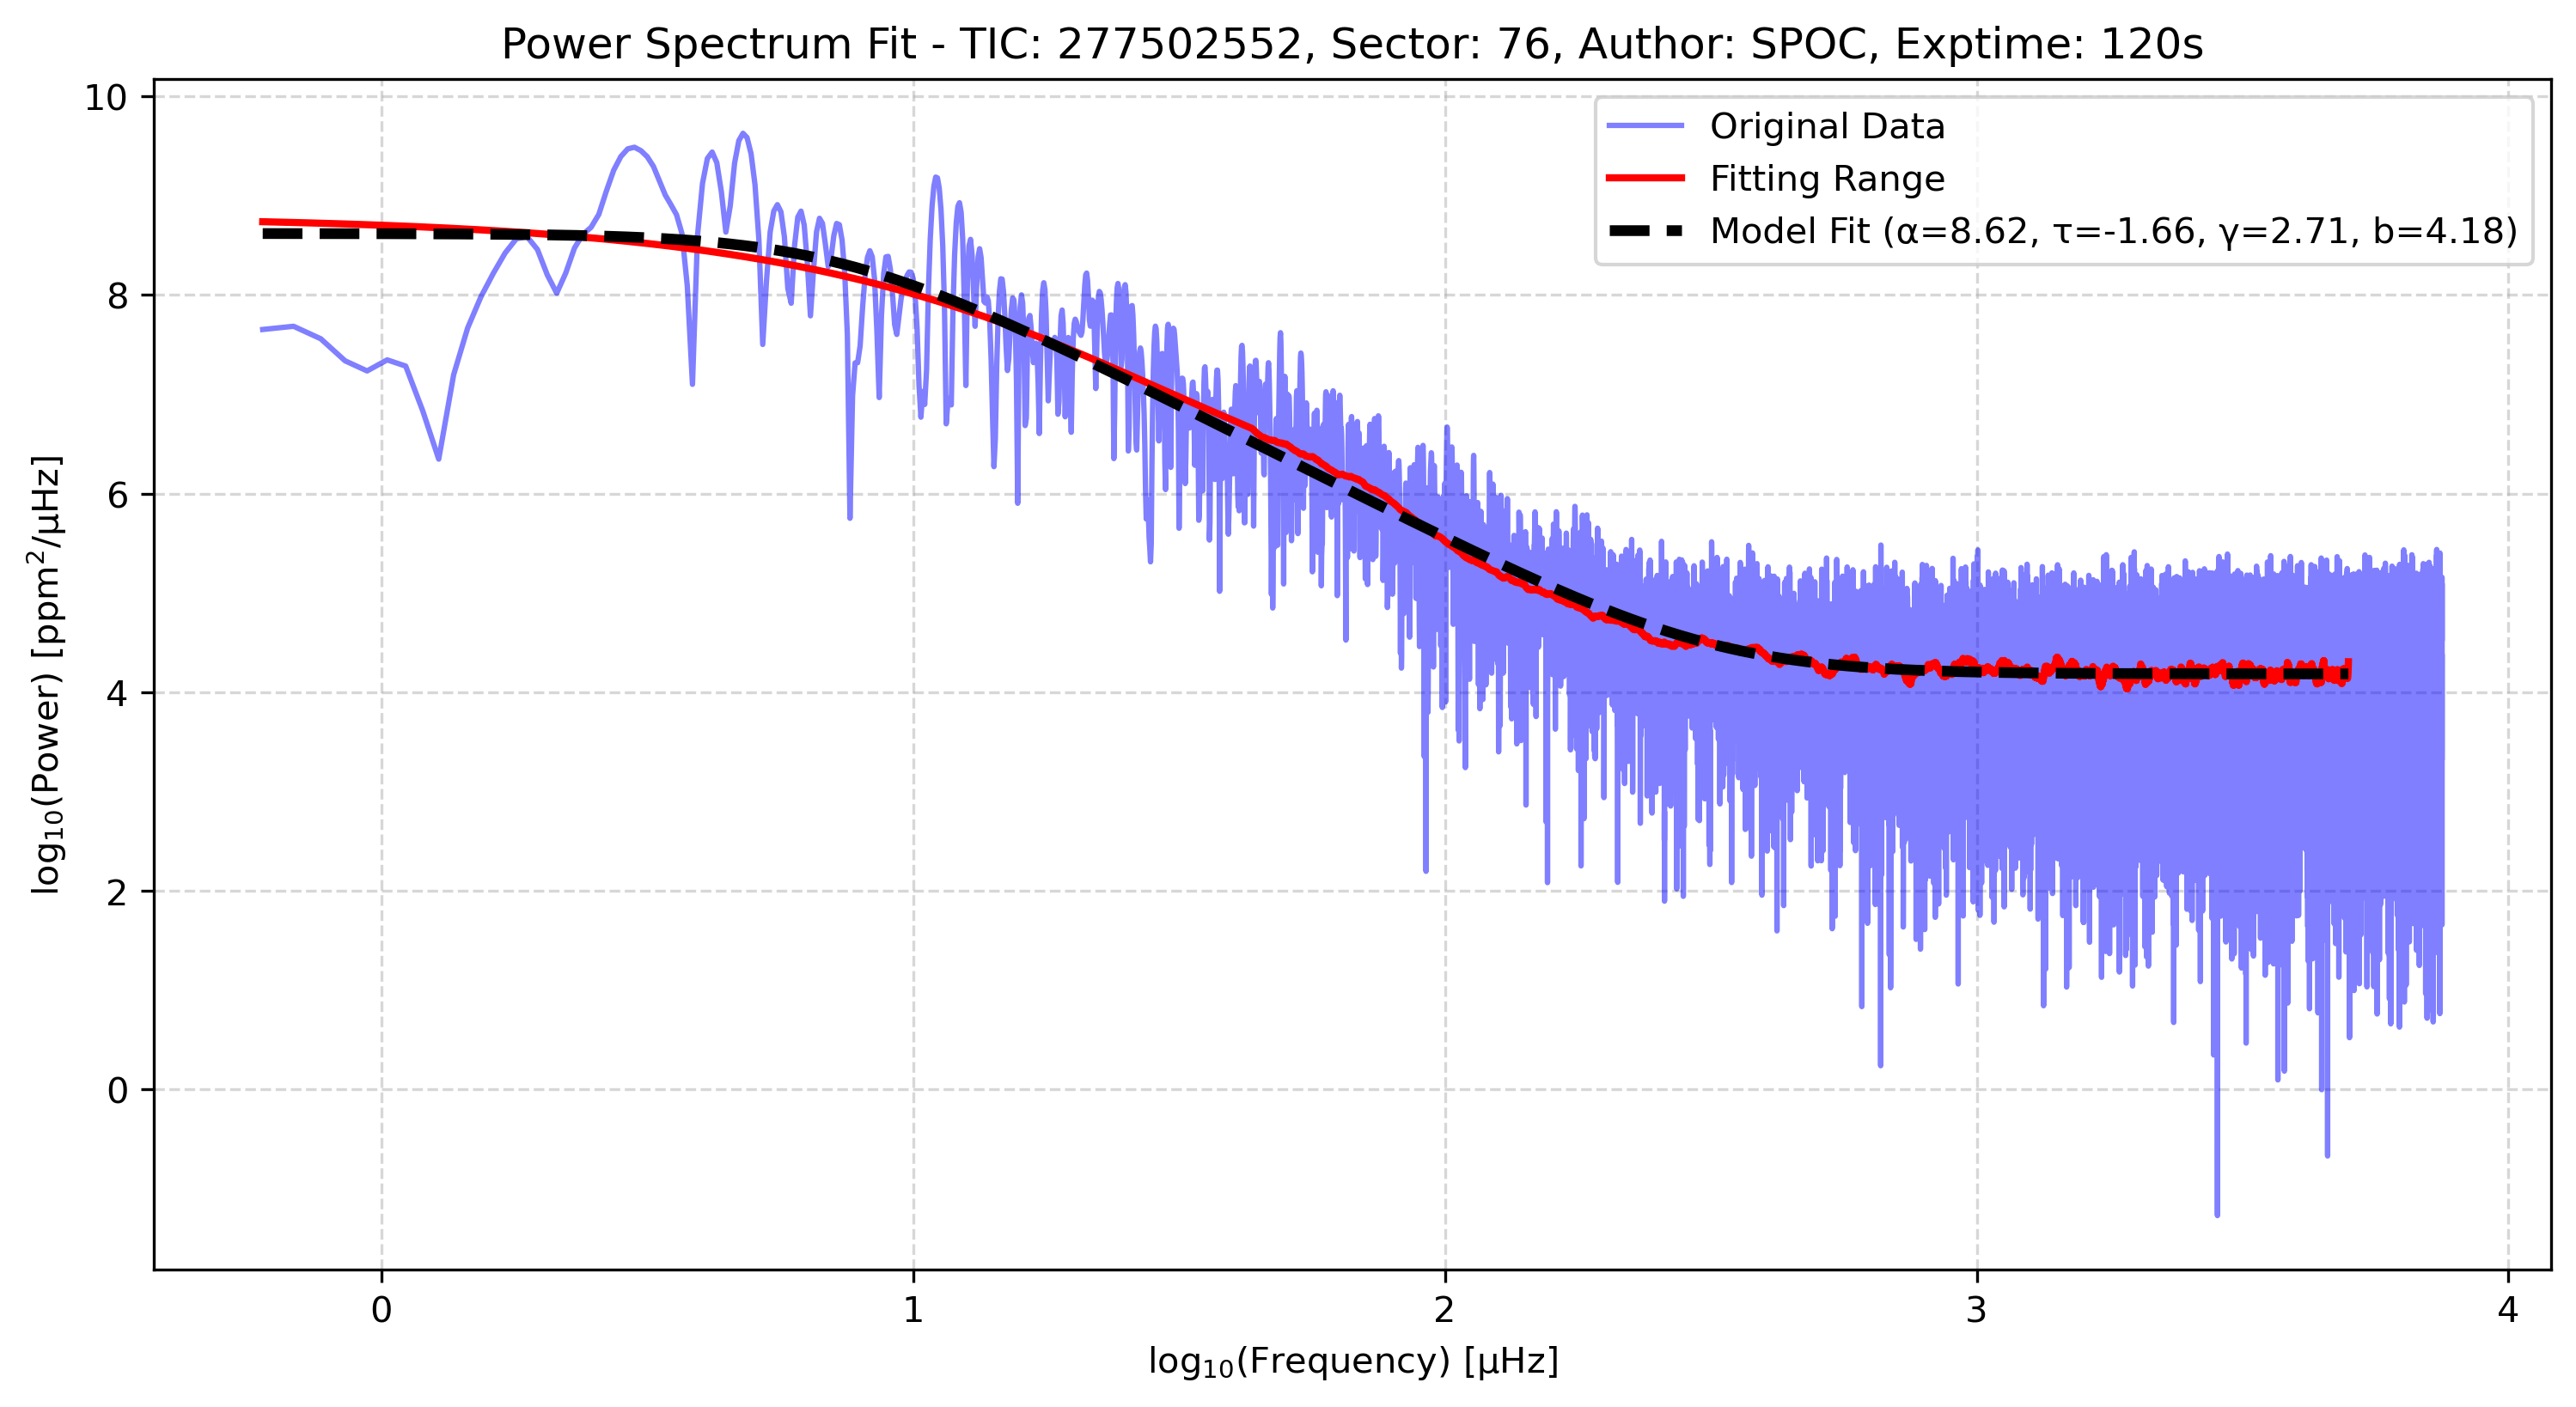 Power Spectrum Fit - TIC: 277502552, Sector: 76, Author: SPOC, Exptime: 120s
Original Data
Fitting Range
Model Fit (α=8.62, τ=-1.66, γ=2.71, b=4.18)
log₁₀(Power) [ppm²/μHz]
10
8
6
4
2
0
0 1 2 3 4
log₁₀(Frequency) [μHz]